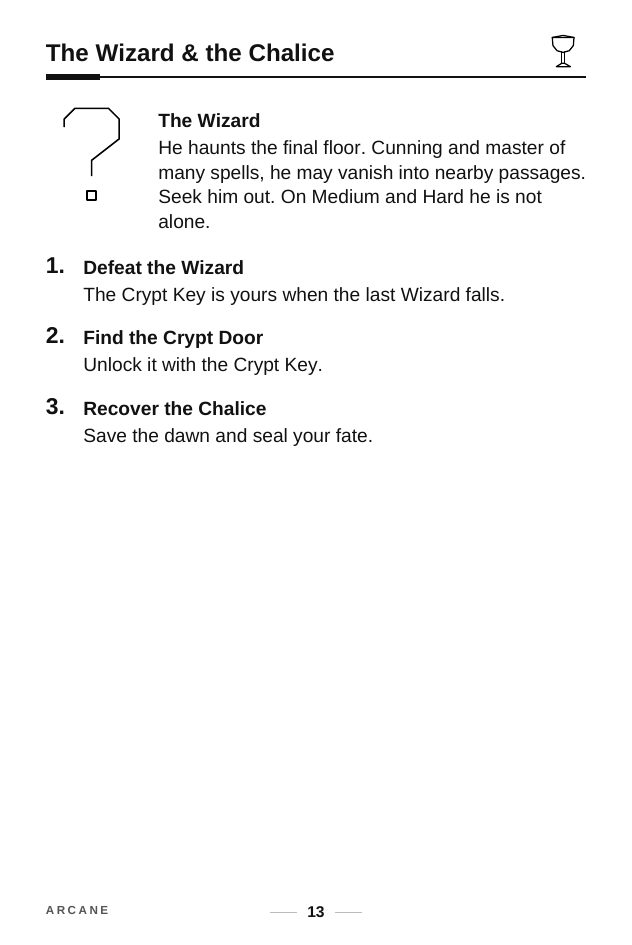 The Wizard & the Chalice
The Wizard
He haunts the final floor. Cunning and master of
many spells, he may vanish into nearby passages.
Seek him out. On Medium and Hard he is not
alone.
1. Defeat the Wizard
The Crypt Key is yours when the last Wizard falls.
2. Find the Crypt Door
Unlock it with the Crypt Key.
3. Recover the Chalice
Save the dawn and seal your fate.
ARCANE
13